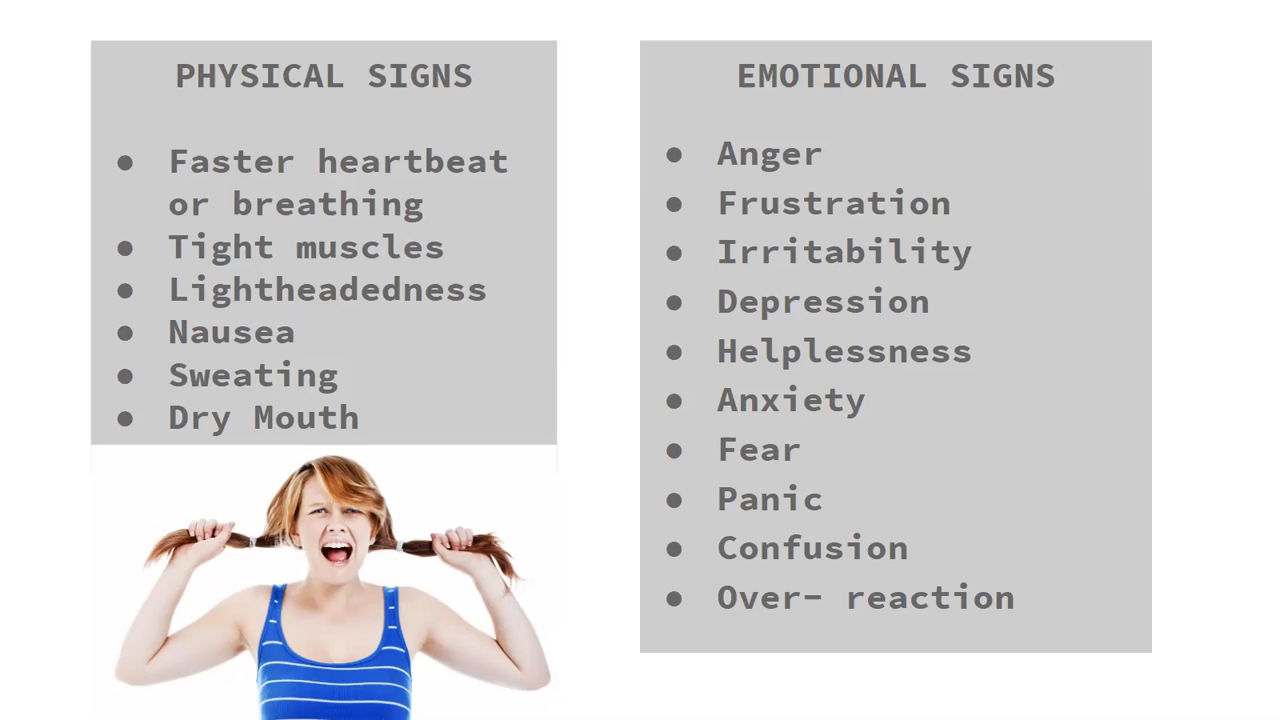 PHYSICAL SIGNS
● Faster heartbeat
or breathing
● Tight muscles
● Lightheadedness
● Nausea
● Sweating
● Dry Mouth
EMOTIONAL SIGNS
● Anger
● Frustration
● Irritability
● Depression
● Helplessness
● Anxiety
● Fear
● Panic
● Confusion
● Over- reaction